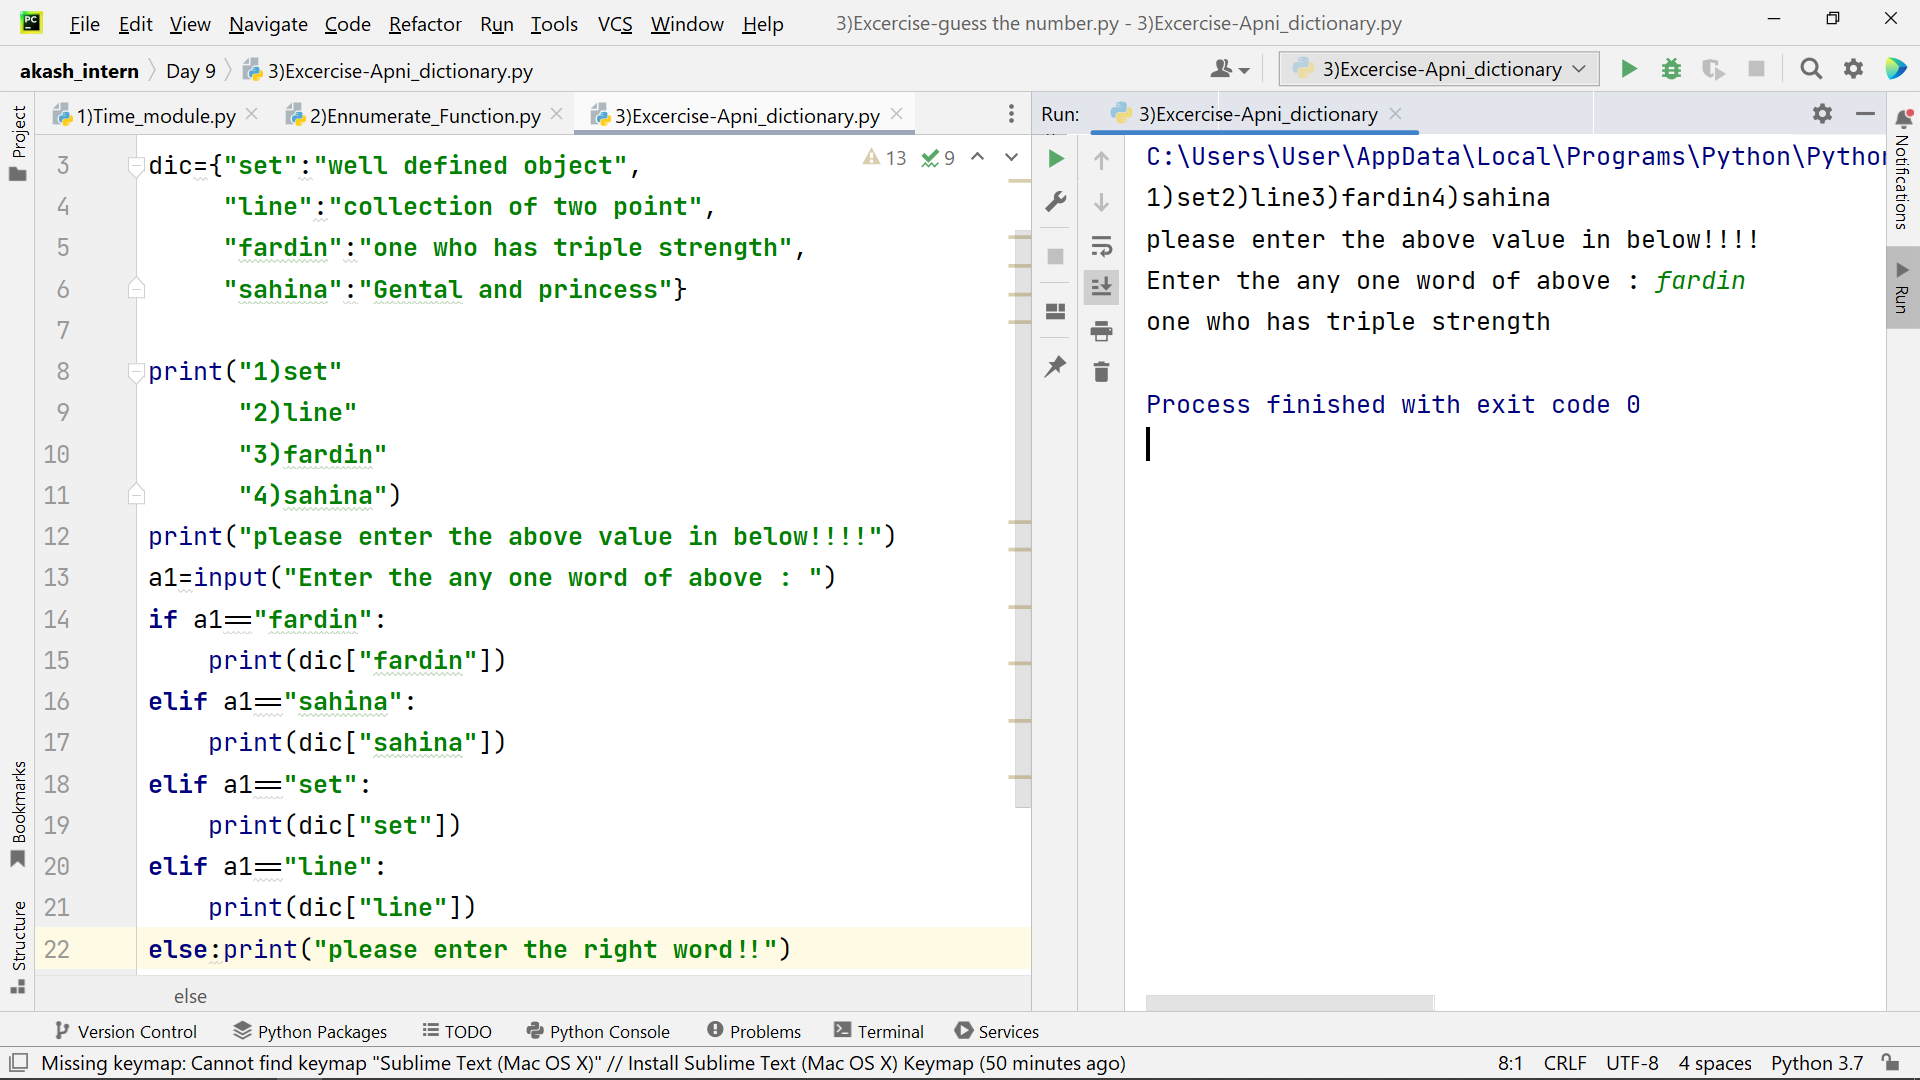 File Edit View Navigate Code Refactor Run Tools VCS Window Help 3)Excercise-guess the number.py - 3)Excercise-Apni_dictionary.py
akash_intern Day 9 3)Excercise-Apni_dictionary.py 3)Excercise-Apni_dictionary
1)Time_module.py 2)Ennumerate_Function.py 3)Excercise-Apni_dictionary.py
Project
Bookmarks
Structure
13 9
3 dic={"set":"well defined object",
4 "line":"collection of two point",
5 "fardin":"one who has triple strength",
6 "sahina":"Gental and princess"}
7
8 print("1)set"
9 "2)line"
10 "3)fardin"
11 "4)sahina")
12 print("please enter the above value in below!!!!")
13 a1=input("Enter the any one word of above : ")
14 if a1=="fardin":
15 print(dic["fardin"])
16 elif a1=="sahina":
17 print(dic["sahina"])
18 elif a1=="set":
19 print(dic["set"])
20 elif a1=="line":
21 print(dic["line"])
22 else:print("please enter the right word!!")
else
Run: 3)Excercise-Apni_dictionary
C:\Users\User\AppData\Local\Programs\Python\Pytho
1)set2)line3)fardin4)sahina
please enter the above value in below!!!!
Enter the any one word of above : fardin
one who has triple strength
Process finished with exit code 0
Notifications
Run
Version Control Python Packages TODO Python Console Problems Terminal Services
Missing keymap: Cannot find keymap "Sublime Text (Mac OS X)" // Install Sublime Text (Mac OS X) Keymap (50 minutes ago) 8:1 CRLF UTF-8 4 spaces Python 3.7